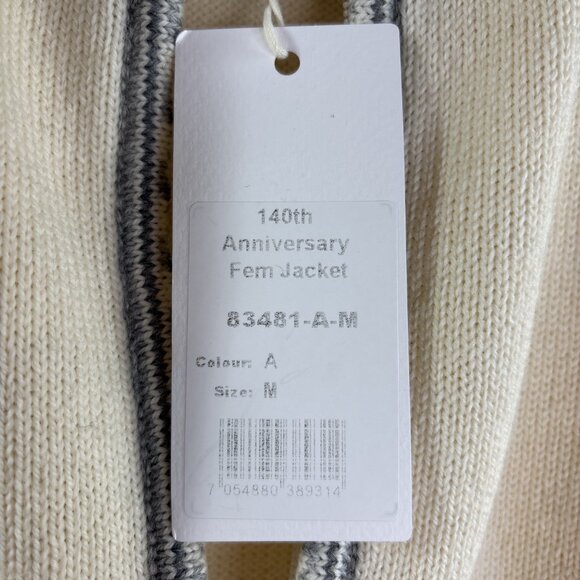 140th
Anniversary
Fem Jacket
83481-A-M
Colour: A
Size: M
7 054880 389314